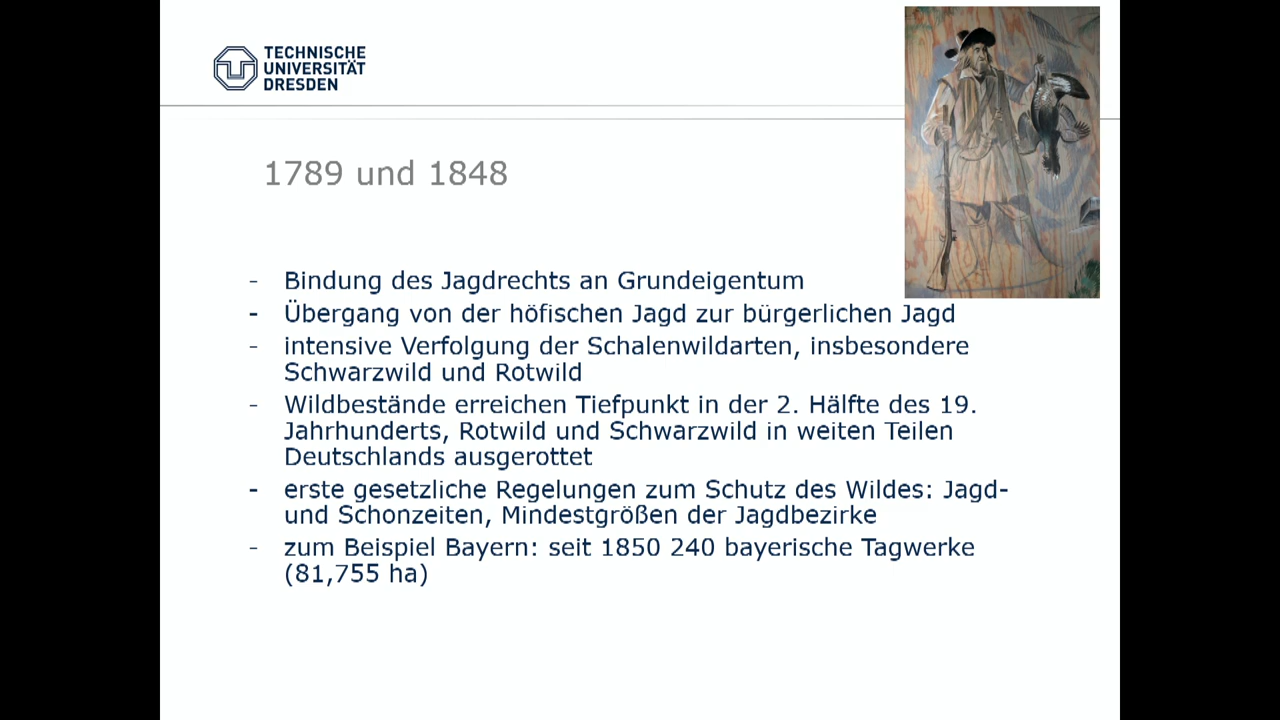 TECHNISCHE
UNIVERSITÄT
DRESDEN
1789 und 1848
- Bindung des Jagdrechts an Grundeigentum
- Übergang von der höfischen Jagd zur bürgerlichen Jagd
- intensive Verfolgung der Schalenwildarten, insbesondere
Schwarzwild und Rotwild
- Wildbestände erreichen Tiefpunkt in der 2. Hälfte des 19.
Jahrhunderts, Rotwild und Schwarzwild in weiten Teilen
Deutschlands ausgerottet
- erste gesetzliche Regelungen zum Schutz des Wildes: Jagd-
und Schonzeiten, Mindestgrößen der Jagdbezirke
- zum Beispiel Bayern: seit 1850 240 bayerische Tagwerke
(81,755 ha)